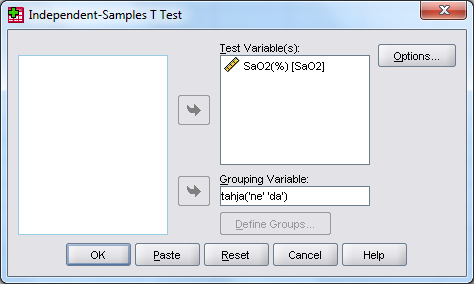 Independent-Samples T Test
Test Variable(s):
SaO2(%) [SaO2]
Options...
Grouping Variable:
tahja('ne' 'da')
Define Groups...
OK Paste Reset Cancel Help